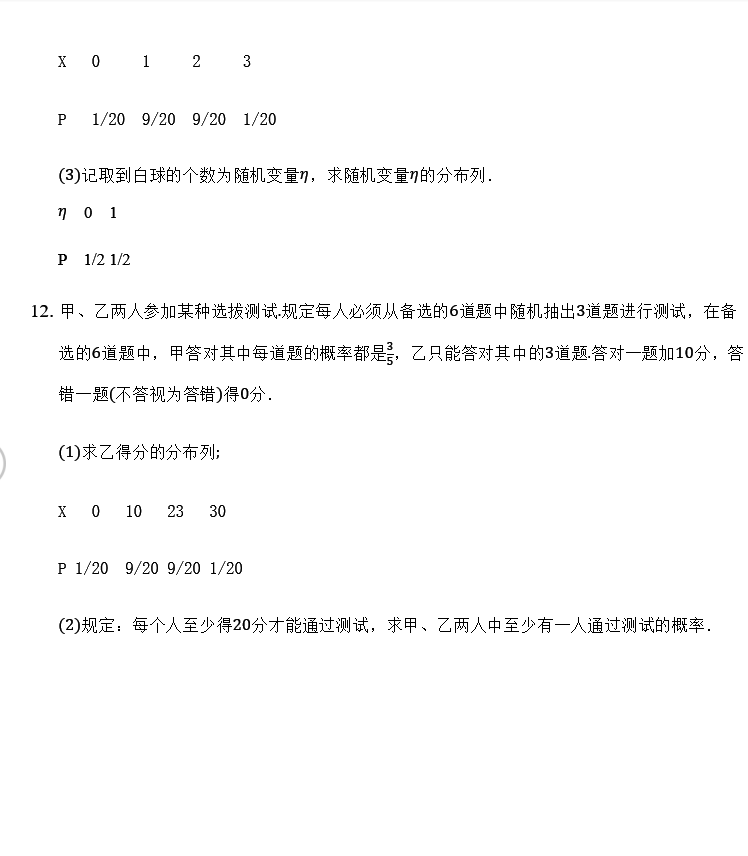 X 0 1 2 3
P 1/20 9/20 9/20 1/20
(3)记取到白球的个数为随机变量η，求随机变量η的分布列．
η 0 1
P 1/2 1/2
12. 甲、乙两人参加某种选拔测试.规定每人必须从备选的6道题中随机抽出3道题进行测试，在备
选的6道题中，甲答对其中每道题的概率都是3/5，乙只能答对其中的3道题.答对一题加10分，答
错一题(不答视为答错)得0分．
(1)求乙得分的分布列;
X 0 10 23 30
P 1/20 9/20 9/20 1/20
(2)规定：每个人至少得20分才能通过测试，求甲、乙两人中至少有一人通过测试的概率．